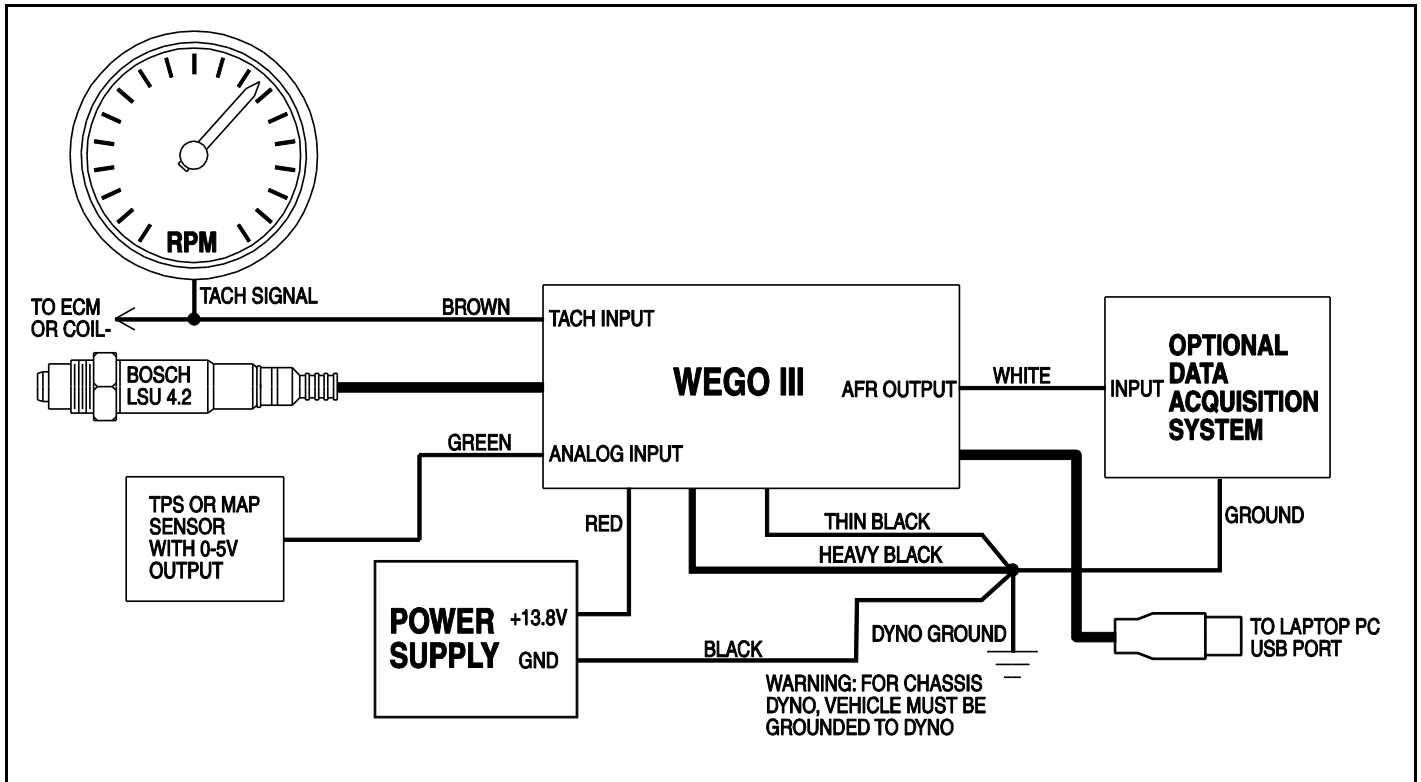 RPM
TACH SIGNAL
TO ECM
OR COIL-
BROWN
TACH INPUT
BOSCH
LSU 4.2
WEGO III
AFR OUTPUT
WHITE
INPUT
OPTIONAL
DATA
ACQUISITION
SYSTEM
GREEN
ANALOG INPUT
TPS OR MAP
SENSOR
WITH 0-5V
OUTPUT
RED
THIN BLACK
HEAVY BLACK
GROUND
POWER
SUPPLY
+13.8V
GND
BLACK
DYNO GROUND
TO LAPTOP PC
USB PORT
WARNING: FOR CHASSIS
DYNO, VEHICLE MUST BE
GROUNDED TO DYNO